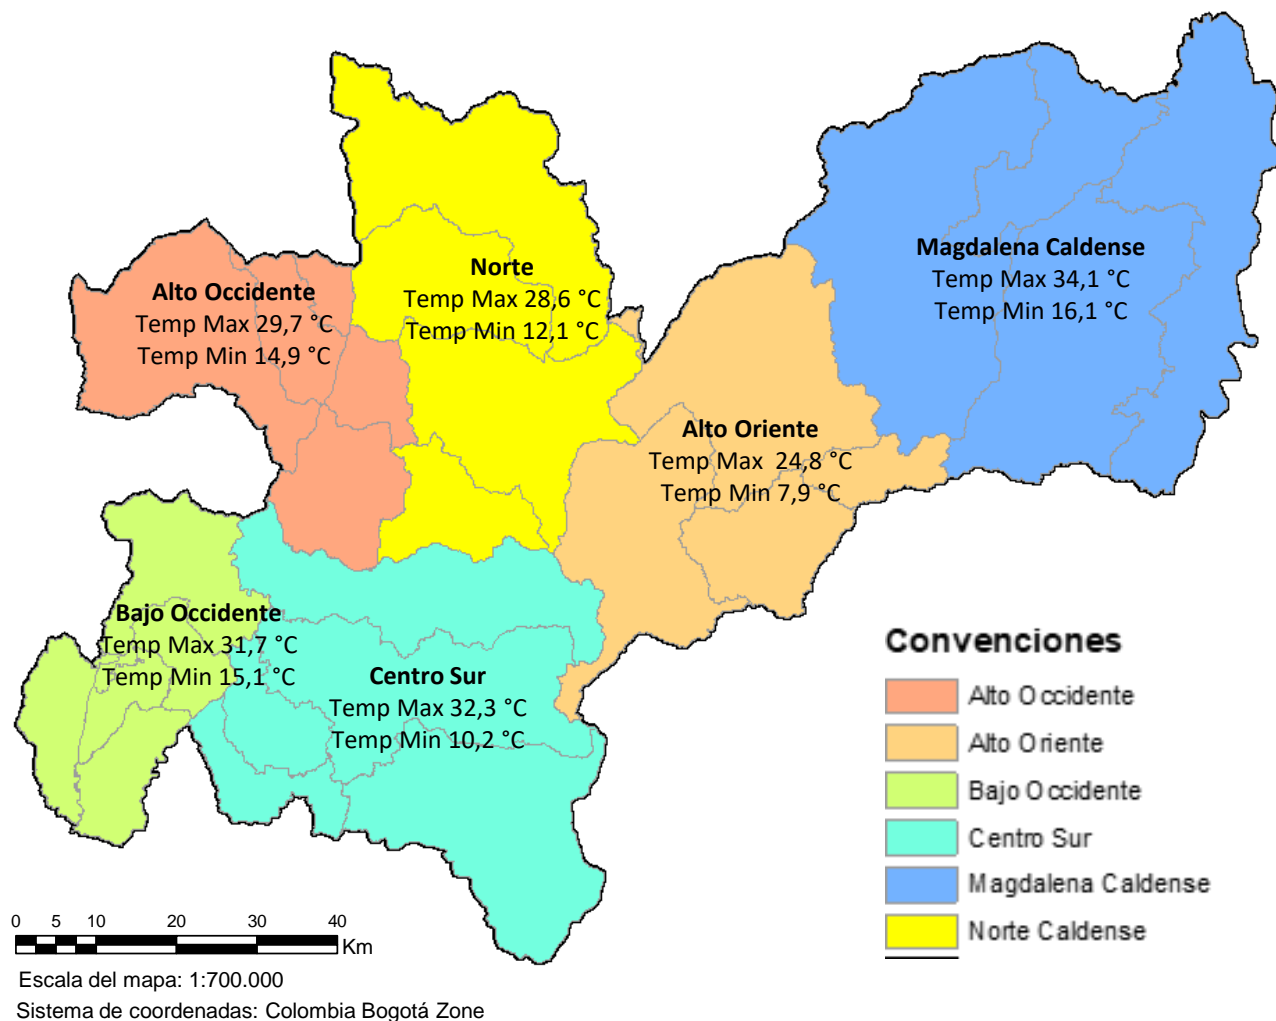 Magdalena Caldense
Temp Max 34,1 °C
Temp Min 16,1 °C
Norte
Temp Max 28,6 °C
Temp Min 12,1 °C
Alto Occidente
Temp Max 29,7 °C
Temp Min 14,9 °C
Alto Oriente
Temp Max 24,8 °C
Temp Min 7,9 °C
Bajo Occidente
Temp Max 31,7 °C
Temp Min 15,1 °C
Centro Sur
Temp Max 32,3 °C
Temp Min 10,2 °C
Convenciones
Alto Occidente
Alto Oriente
Bajo Occidente
Centro Sur
Magdalena Caldense
Norte Caldense
0 5 10 20 30 40
Km
Escala del mapa: 1:700.000
Sistema de coordenadas: Colombia Bogotá Zone